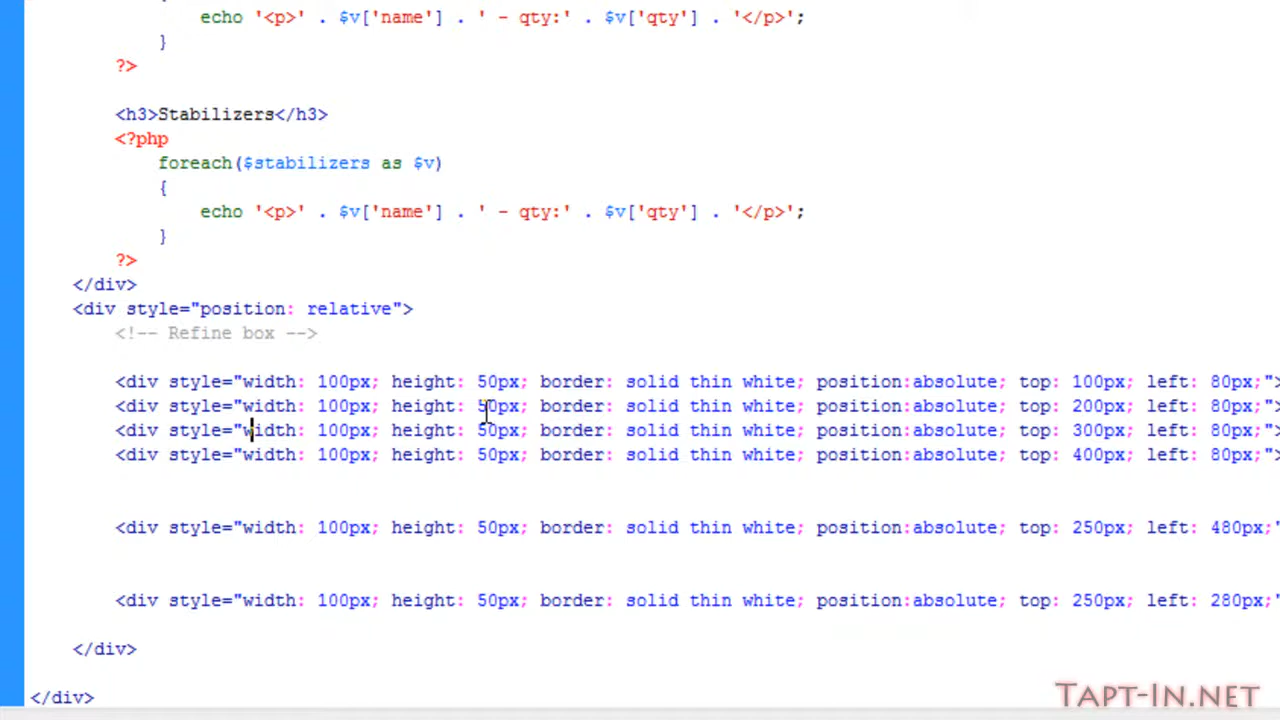 echo '<p>' . $v['name'] . ' - qty:' . $v['qty'] . '</p>';
}
?>
<h3>Stabilizers</h3>
<?php
foreach($stabilizers as $v)
{
echo '<p>' . $v['name'] . ' - qty:' . $v['qty'] . '</p>';
}
?>
</div>
<div style="position: relative">
<!-- Refine box -->
<div style="width: 100px; height: 50px; border: solid thin white; position:absolute; top: 100px; left: 80px;">
<div style="width: 100px; height: 50px; border: solid thin white; position:absolute; top: 200px; left: 80px;">
<div style="width: 100px; height: 50px; border: solid thin white; position:absolute; top: 300px; left: 80px;">
<div style="width: 100px; height: 50px; border: solid thin white; position:absolute; top: 400px; left: 80px;">
<div style="width: 100px; height: 50px; border: solid thin white; position:absolute; top: 250px; left: 480px;"
<div style="width: 100px; height: 50px; border: solid thin white; position:absolute; top: 250px; left: 280px;"
</div>
</div>
Tapt-In.net